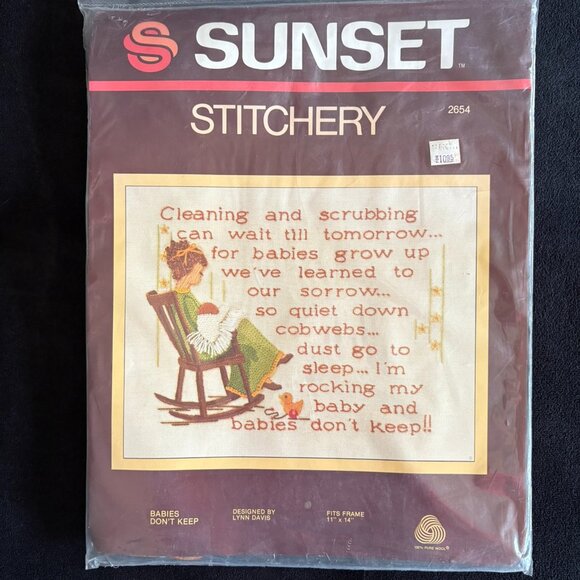 SUNSET
TM
STITCHERY
2654
$1095
Cleaning and scrubbing
can wait till tomorrow...
for babies grow up
we've learned to
our sorrow...
so quiet down
cobwebs...
dust go to
sleep... I'm
rocking my
baby and
babies don't keep!!
BABIES
DON'T KEEP
DESIGNED BY
LYNN DAVIS
FITS FRAME
11" x 14"
100% PURE WOOL